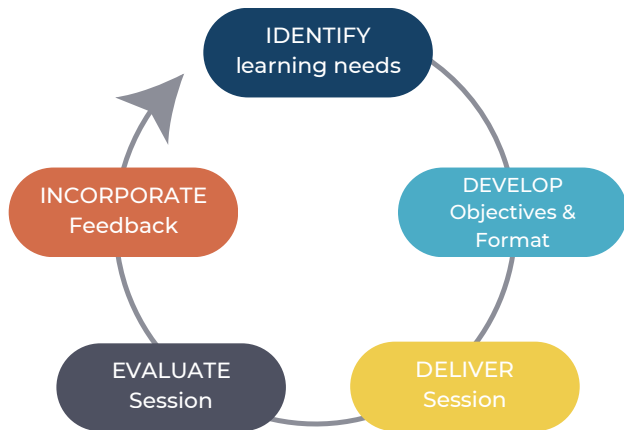 IDENTIFY
learning needs
DEVELOP
Objectives &
Format
DELIVER
Session
EVALUATE
Session
INCORPORATE
Feedback